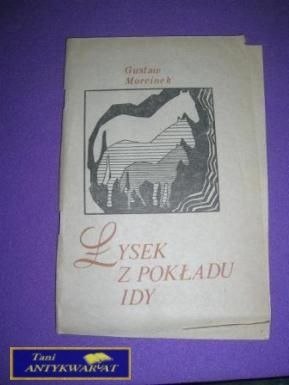 Gustaw
Morcinek
ŁYSEK
Z POKŁADU
IDY
Tani
ANTYKWARIAT